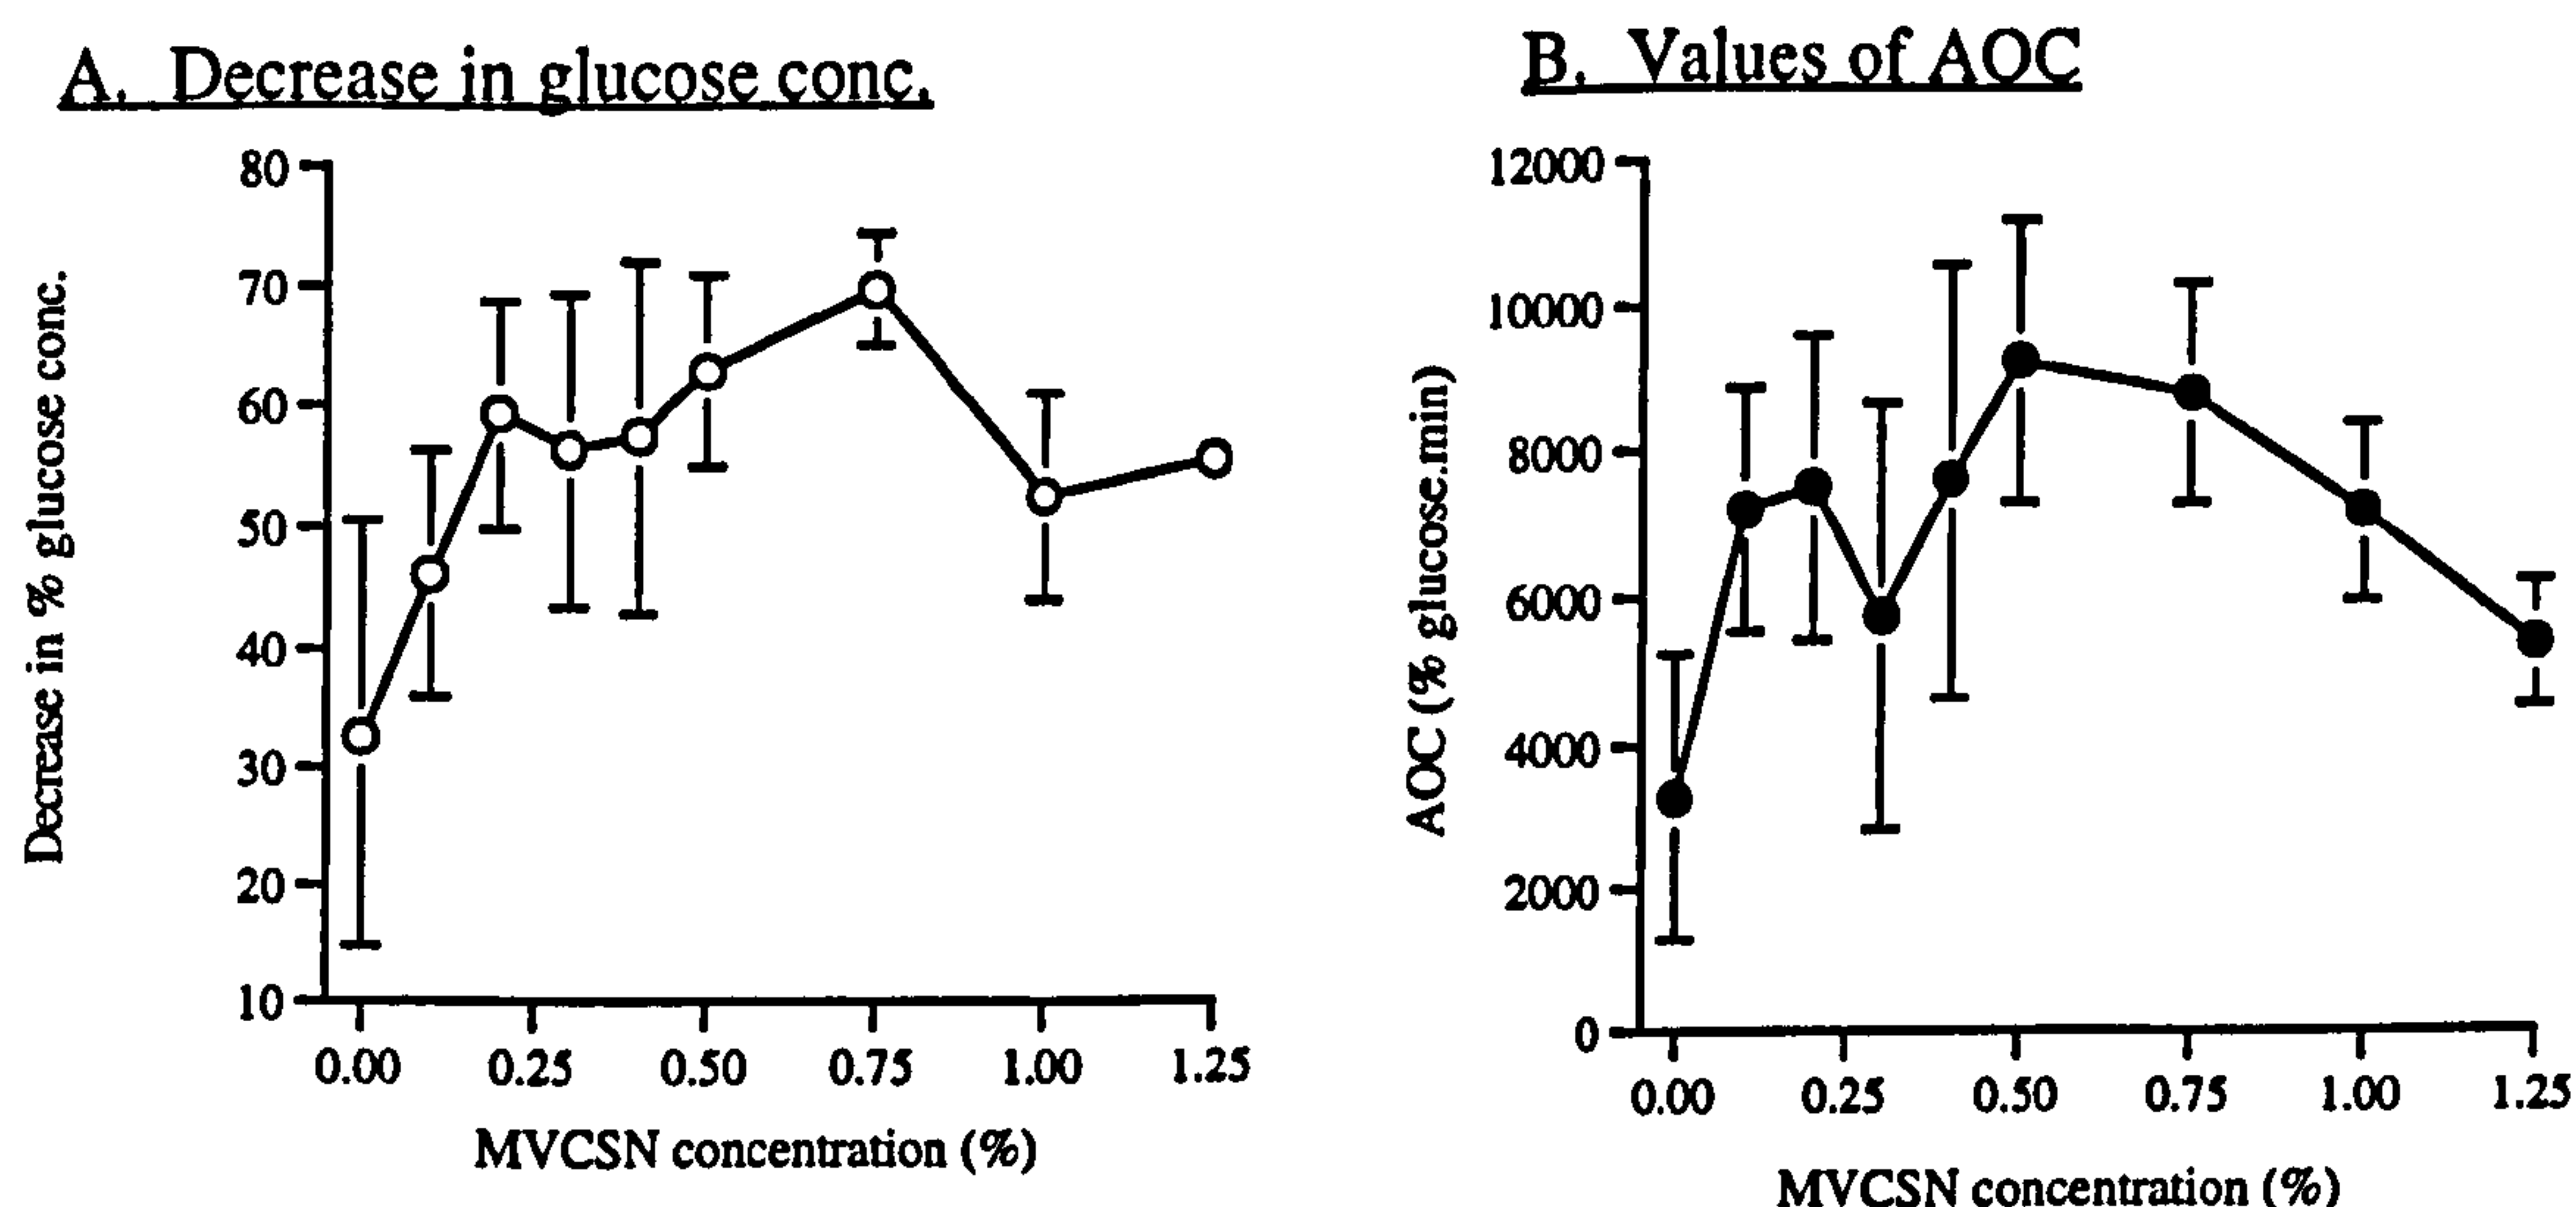 A. Decrease in glucose conc.
80
70
60
50
40
30
20
10
Decrease in % glucose conc.
0.00 0.25 0.50 0.75 1.00 1.25
MVCSN concentration (%)
B. Values of AOC
12000
10000
8000
6000
4000
2000
0
AOC (% glucose.min)
0.00 0.25 0.50 0.75 1.00 1.25
MVCSN concentration (%)